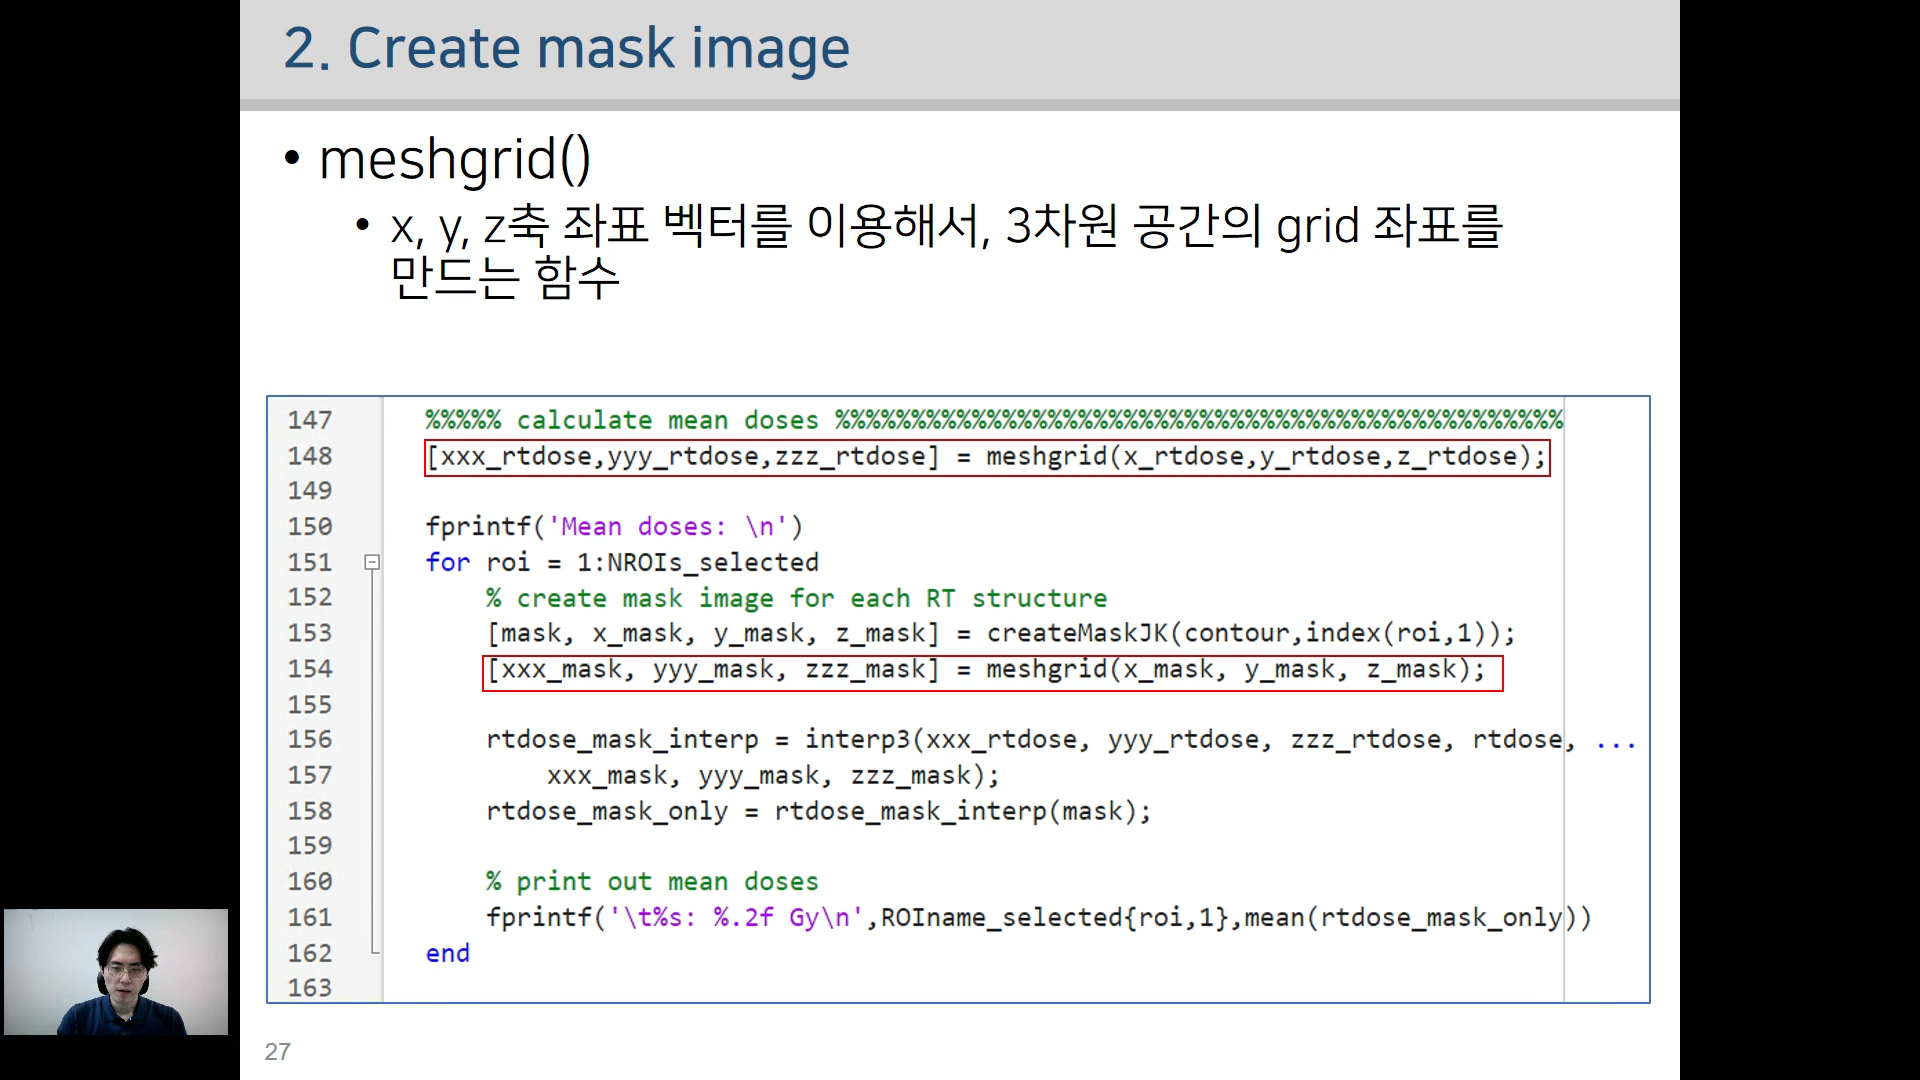 2. Create mask image
• meshgrid()
• x, y, z축 좌표 벡터를 이용해서, 3차원 공간의 grid 좌표를
만드는 함수
147 %%%%% calculate mean doses %%%%%%%%%%%%%%%%%%%%%%%%%%%%%%%%%%%%%%%%%%%%%%%%
148 [xxx_rtdose,yyy_rtdose,zzz_rtdose] = meshgrid(x_rtdose,y_rtdose,z_rtdose);
149
150 fprintf('Mean doses: \n')
151 for roi = 1:NROIs_selected
152 % create mask image for each RT structure
153 [mask, x_mask, y_mask, z_mask] = createMaskJK(contour,index(roi,1));
154 [xxx_mask, yyy_mask, zzz_mask] = meshgrid(x_mask, y_mask, z_mask);
155
156 rtdose_mask_interp = interp3(xxx_rtdose, yyy_rtdose, zzz_rtdose, rtdose, ...
157 xxx_mask, yyy_mask, zzz_mask);
158 rtdose_mask_only = rtdose_mask_interp(mask);
159
160 % print out mean doses
161 fprintf('\t%s: %.2f Gy\n',ROIname_selected{roi,1},mean(rtdose_mask_only))
162 end
163
27